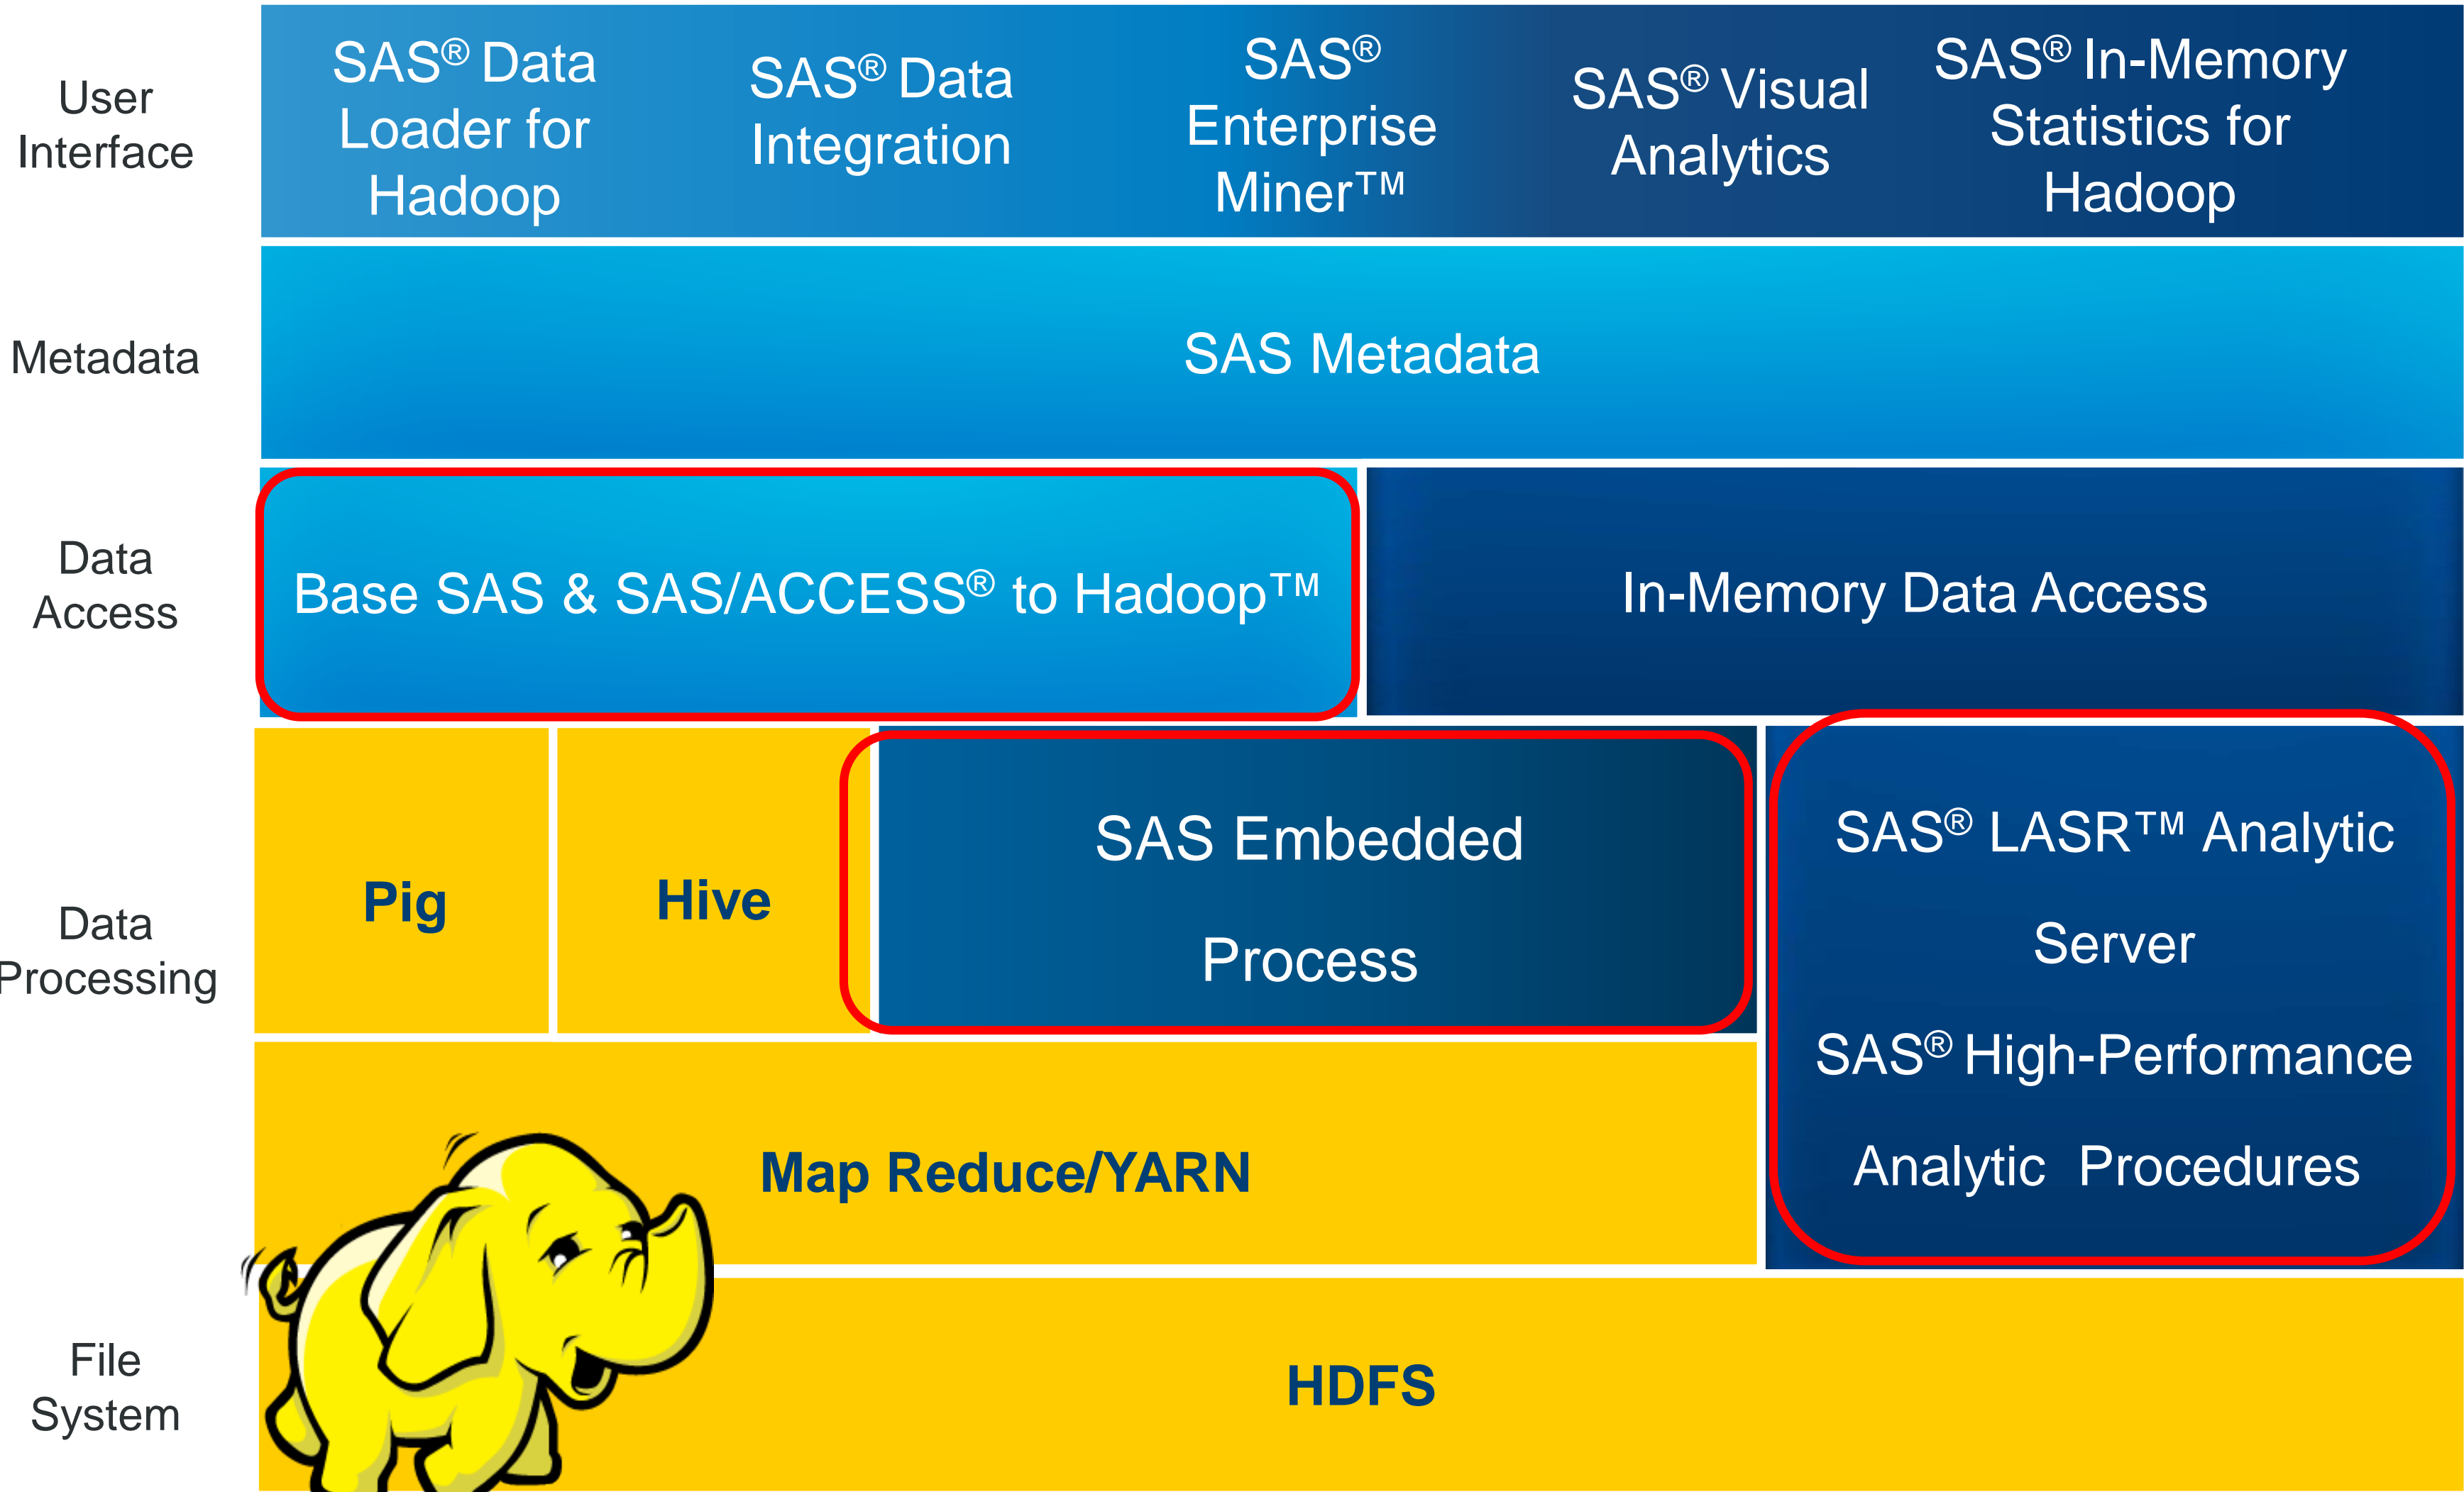 User
Interface
SAS® Data
Loader for
Hadoop
SAS® Data
Integration
SAS®
Enterprise
Miner™
SAS® Visual
Analytics
SAS® In-Memory
Statistics for
Hadoop
Metadata
SAS Metadata
Data
Access
Base SAS & SAS/ACCESS® to Hadoop™
In-Memory Data Access
Data
Processing
Pig
Hive
SAS Embedded
Process
SAS® LASR™ Analytic
Server
SAS® High-Performance
Analytic Procedures
Map Reduce/YARN
File
System
HDFS